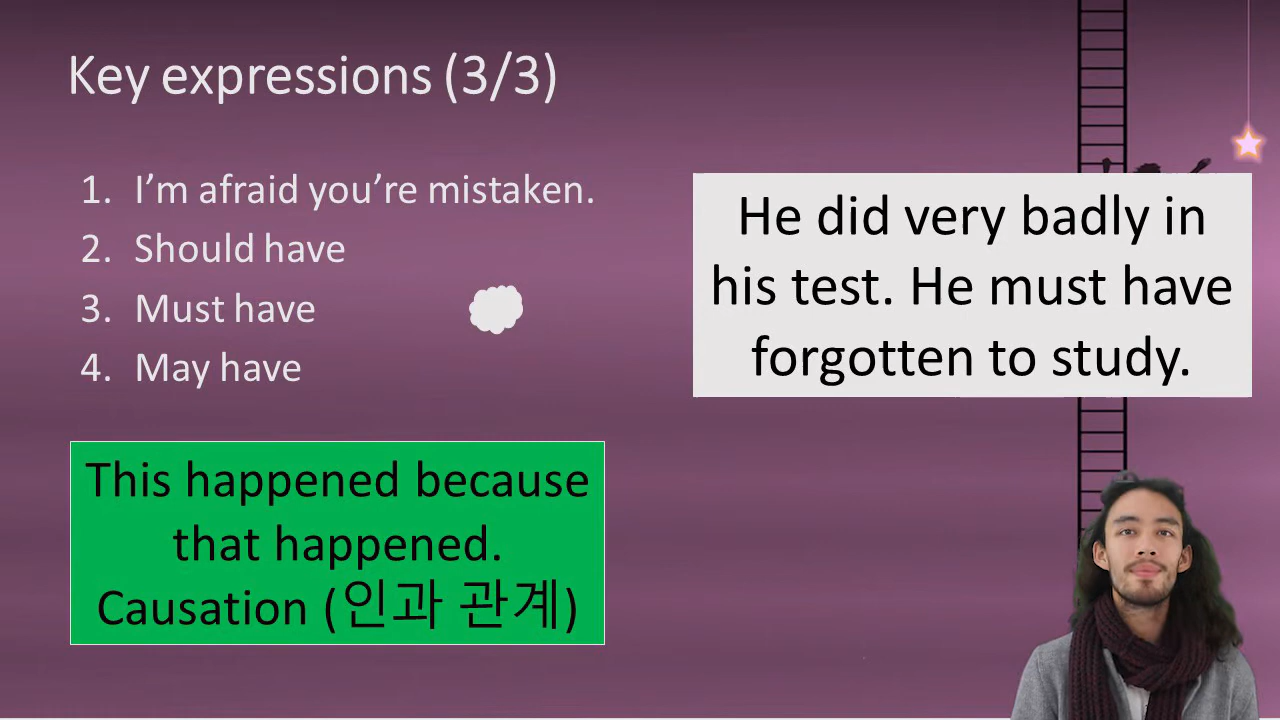 Key expressions (3/3)
1. I’m afraid you’re mistaken.
2. Should have
3. Must have
4. May have
He did very badly in
his test. He must have
forgotten to study.
This happened because
that happened.
Causation (인과 관계)